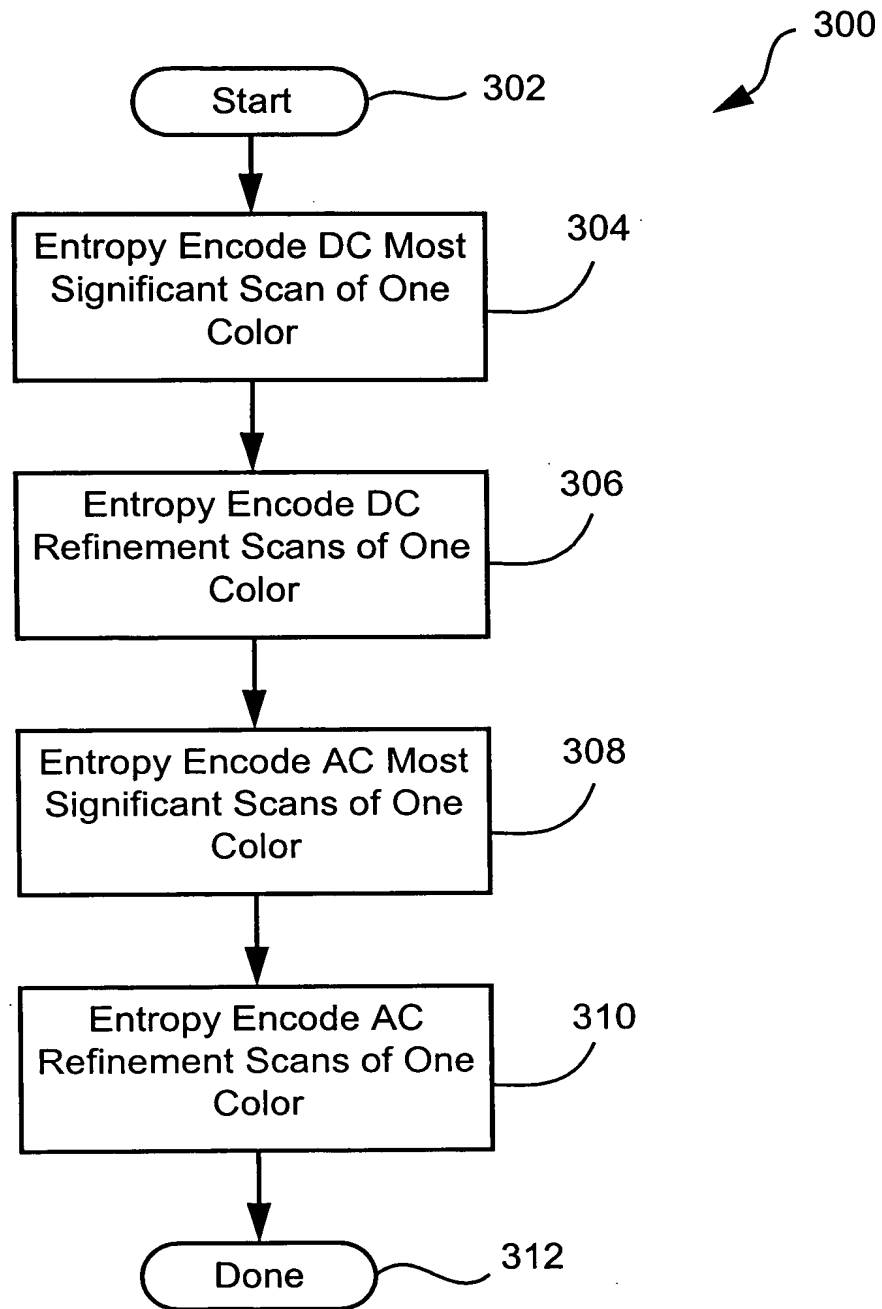 300
Start
302
Entropy Encode DC Most
Significant Scan of One
Color
304
Entropy Encode DC
Refinement Scans of One
Color
306
Entropy Encode AC Most
Significant Scans of One
Color
308
Entropy Encode AC
Refinement Scans of One
Color
310
Done
312